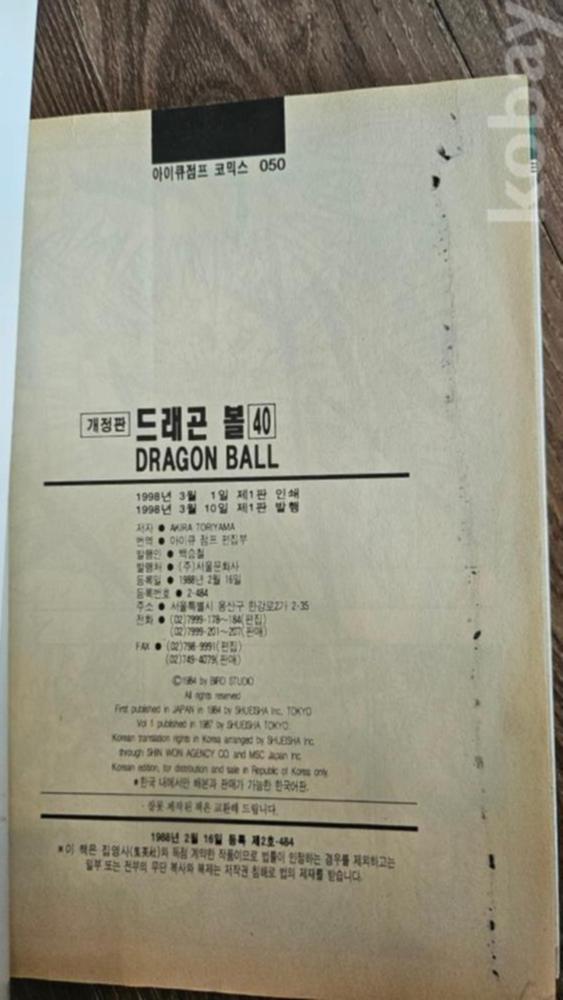 kobay
아이큐점프 코믹스 050
개정판 드래곤 볼 40
DRAGON BALL
1998년 3월 1일 제1판 인쇄
1998년 3월 10일 제1판 발행
저자 ● AKIRA TORIYAMA
번역 ● 아이큐 점프 편집부
발행인 ● 백승철
발행처 ● (주)서울문화사
등록일 ● 1988년 2월 16일
등록번호 ● 2-484
주소 ● 서울특별시 용산구 한강로2가 2-35
전화 ● (02)7999-178~184(편집)
(02)7999-201~207(판매)
FAX ● (02)798-9991(편집)
(02)749-4079(판매)
©1984 by BIRD STUDIO
All rights reserved
First published in JAPAN in 1984 by SHUEISHA Inc. TOKYO
Vol 1 published in 1987 by SHUEISHA TOKYO.
Korean translation rights in Korea arranged by SHUEISHA Inc.
through SHIN WON AGENCY CO. and MSC Japan Inc.
Korean edition, for distribution and sale in Republic of Korea only.
*한국 내에서만 배본과 판매가 가능한 한국어판.
· 잘못 제작된 책은 교환해 드립니다.
1988년 2월 16일 등록 제2호-484
*이 책은 집영사(集英社)와 독점 계약한 작품이므로 법률이 인정하는 경우를 제외하고는
일부 또는 전부의 무단 복사와 복제는 저작권 침해로 법의 제재를 받습니다.